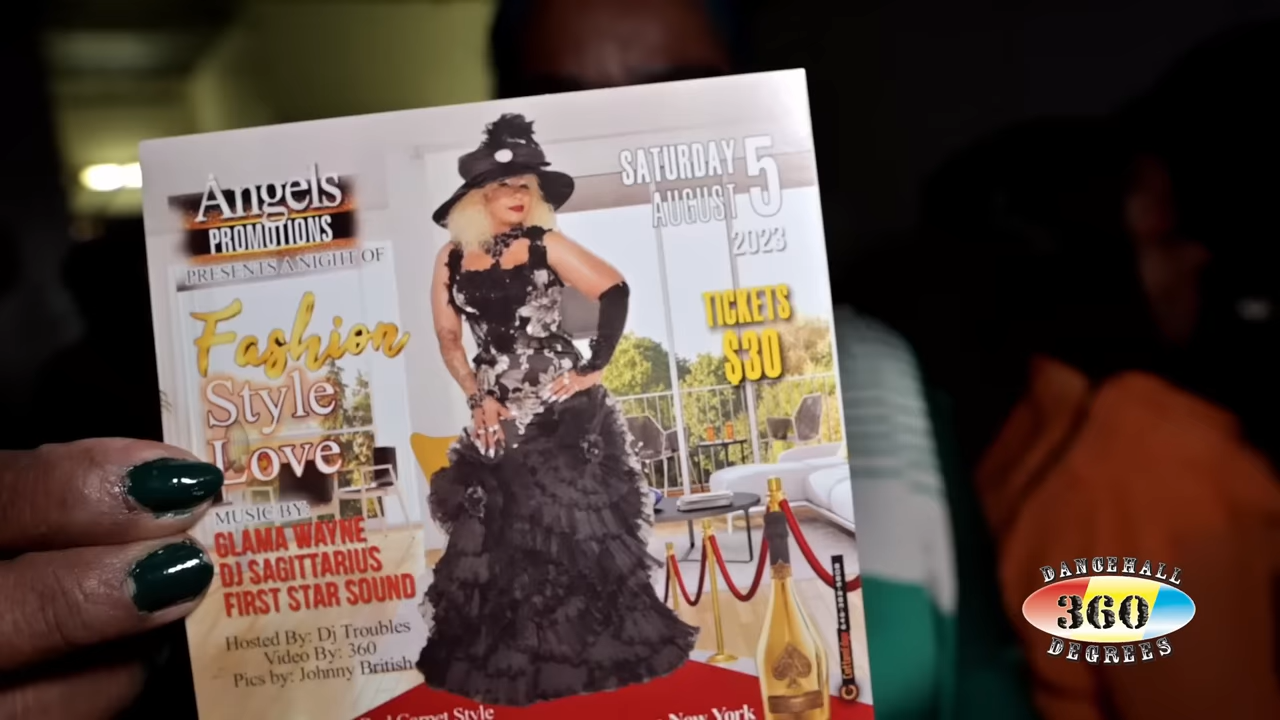 Angels
PROMOTIONS
PRESENTS A NIGHT OF
Fashion
Style
Love
MUSIC BY:
GLAMA WAYNE
DJ SAGITTARIUS
FIRST STAR SOUND
Hosted By: Dj Troubles
Video By: 360
Pics by: Johnny British
Red Carpet Style
New York
SATURDAY
AUGUST 5
2023
TICKETS
$30
DANCEHALL
360
DEGREES